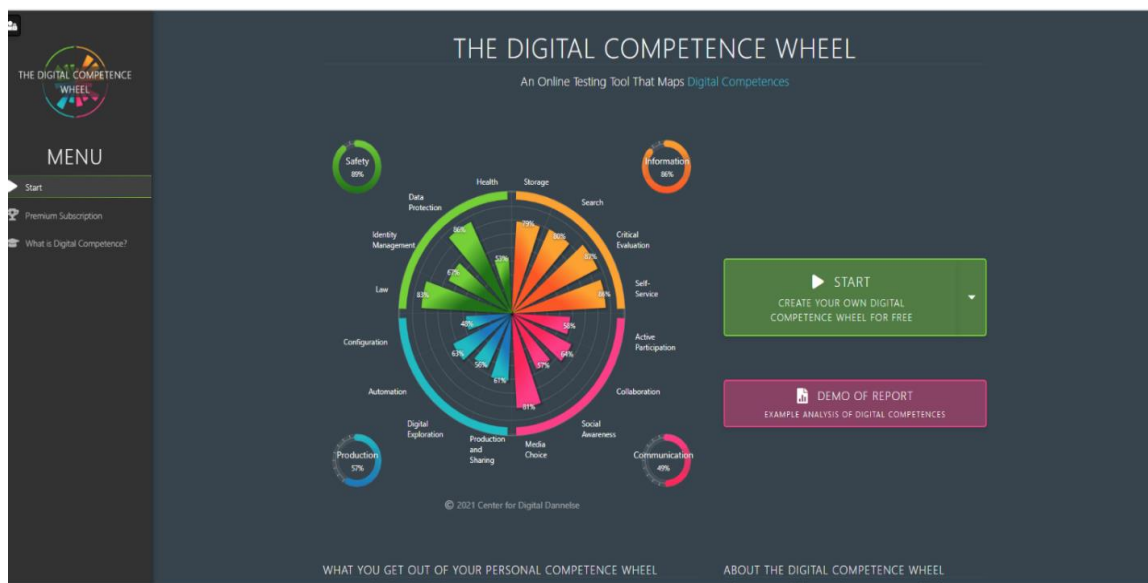 THE DIGITAL COMPETENCE
WHEEL
MENU
Start
Premium Subscription
What is Digital Competence?
THE DIGITAL COMPETENCE WHEEL
An Online Testing Tool That Maps Digital Competences
Safety
89%
Information
86%
Health
Storage
Data
Protection
Search
Identity
Management
Critical
Evaluation
Law
Self-
Service
Configuration
Active
Participation
Automation
Collaboration
Digital
Exploration
Social
Awareness
Production
and
Sharing
Media
Choice
86%
53%
79%
80%
67%
83%
83%
86%
48%
58%
63%
64%
56%
57%
61%
81%
Production
57%
Communication
49%
© 2021 Center for Digital Dannelse
START
CREATE YOUR OWN DIGITAL
COMPETENCE WHEEL FOR FREE
DEMO OF REPORT
EXAMPLE ANALYSIS OF DIGITAL COMPETENCES
WHAT YOU GET OUT OF YOUR PERSONAL COMPETENCE WHEEL
ABOUT THE DIGITAL COMPETENCE WHEEL